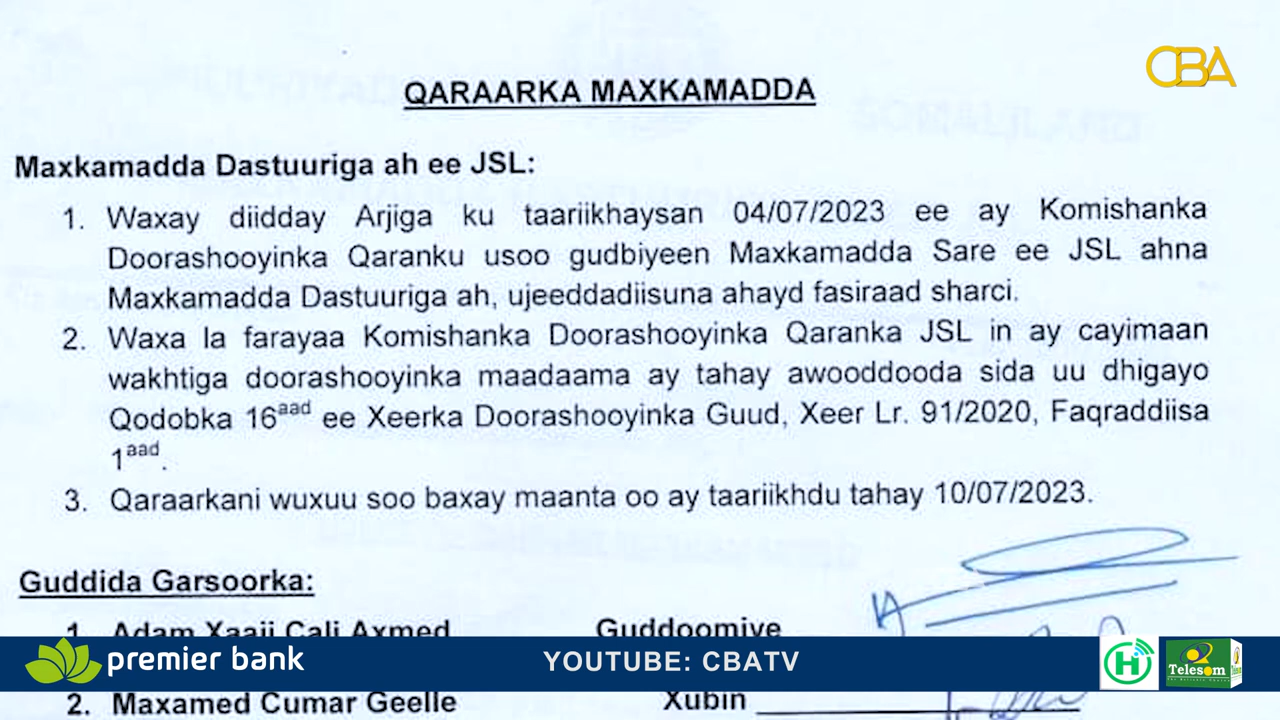 CBA
QARAARKA MAXKAMADDA
Maxkamadda Dastuuriga ah ee JSL:
1. Waxay diidday Arjiga ku taariikhaysan 04/07/2023 ee ay Komishanka
Doorashooyinka Qaranku usoo gudbiyeen Maxkamadda Sare ee JSL ahna
Maxkamadda Dastuuriga ah, ujeeddadiisuna ahayd fasiraad sharci.
2. Waxa la farayaa Komishanka Doorashooyinka Qaranka JSL in ay cayimaan
wakhtiga doorashooyinka maadaama ay tahay awooddooda sida uu dhigayo
Qodobka 16aad ee Xeerka Doorashooyinka Guud, Xeer Lr. 91/2020, Faqraddiisa
1aad.
3. Qaraarkani wuxuu soo baxay maanta oo ay taariikhdu tahay 10/07/2023.
Guddida Garsoorka:
1. Adam Xaaji Cali Axmed Guddoomiye
premier bank YOUTUBE: CBATV H Telesom
2. Maxamed Cumar Geelle Xubin